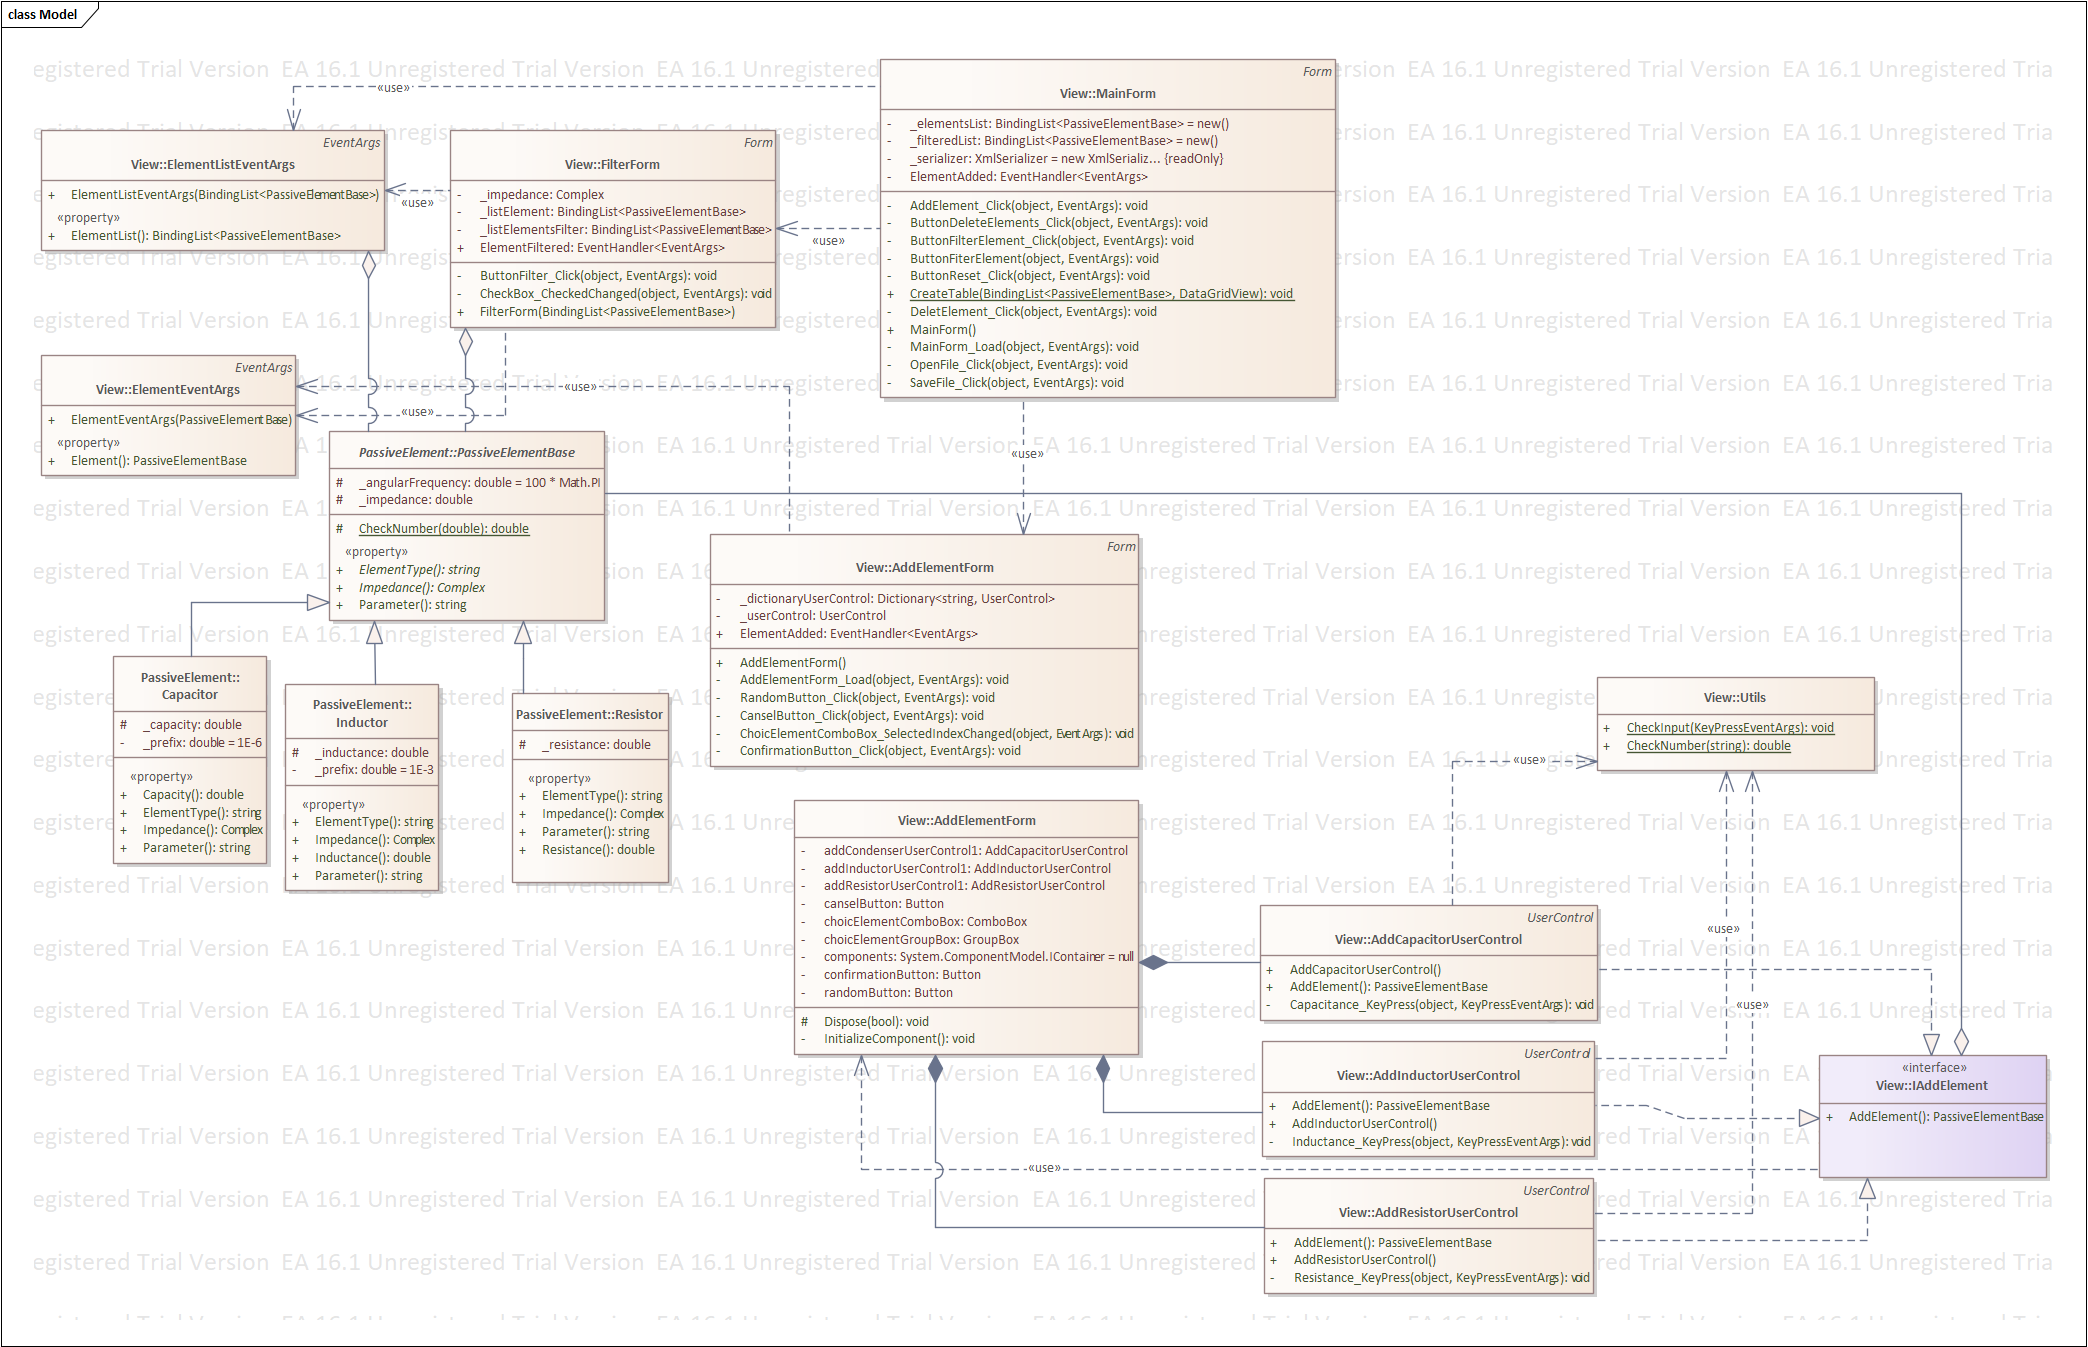 class Model
EA 16.1 Unregistered Trial Version
Form
View::MainForm
- _elementsList: BindingList<PassiveElementBase> = new()
- _filteredList: BindingList<PassiveElementBase> = new()
- _serializer: XmlSerializer = new XmlSerializ... {readOnly}
- ElementAdded: EventHandler<EventArgs>
- AddElement_Click(object, EventArgs): void
- ButtonDeleteElements_Click(object, EventArgs): void
- ButtonFilterElement_Click(object, EventArgs): void
- ButtonFiterElement(object, EventArgs): void
- ButtonReset_Click(object, EventArgs): void
+ CreateTable(BindingList<PassiveElementBase>, DataGridView): void
- DeletElement_Click(object, EventArgs): void
+ MainForm()
- MainForm_Load(object, EventArgs): void
- OpenFile_Click(object, EventArgs): void
- SaveFile_Click(object, EventArgs): void
«use»
EventArgs
View::ElementListEventArgs
+ ElementListEventArgs(BindingList<PassiveElementBase>)
«property»
+ ElementList(): BindingList<PassiveElementBase>
«use»
Form
View::FilterForm
- _impedance: Complex
- _listElement: BindingList<PassiveElementBase>
- _listElementsFilter: BindingList<PassiveElementBase>
+ ElementFiltered: EventHandler<EventArgs>
- ButtonFilter_Click(object, EventArgs): void
- CheckBox_CheckedChanged(object, EventArgs): void
+ FilterForm(BindingList<PassiveElementBase>)
«use»
EventArgs
View::ElementEventArgs
+ ElementEventArgs(PassiveElementBase)
«property»
+ Element(): PassiveElementBase
«use»
«use»
«use»
PassiveElement::PassiveElementBase
# _angularFrequency: double = 100 * Math.PI
# _impedance: double
# CheckNumber(double): double
«property»
+ ElementType(): string
+ Impedance(): Complex
+ Parameter(): string
Form
View::AddElementForm
- _dictionaryUserControl: Dictionary<string, UserControl>
- _userControl: UserControl
+ ElementAdded: EventHandler<EventArgs>
+ AddElementForm()
- AddElementForm_Load(object, EventArgs): void
- RandomButton_Click(object, EventArgs): void
- CanselButton_Click(object, EventArgs): void
- ChoicElementComboBox_SelectedIndexChanged(object, EventArgs): void
- ConfirmationButton_Click(object, EventArgs): void
PassiveElement::
Capacitor
# _capacity: double
- _prefix: double = 1E-6
«property»
+ Capacity(): double
+ ElementType(): string
+ Impedance(): Complex
+ Parameter(): string
PassiveElement::
Inductor
# _inductance: double
- _prefix: double = 1E-3
«property»
+ ElementType(): string
+ Impedance(): Complex
+ Inductance(): double
+ Parameter(): string
PassiveElement::Resistor
# _resistance: double
«property»
+ ElementType(): string
+ Impedance(): Complex
+ Parameter(): string
+ Resistance(): double
View::Utils
+ CheckInput(KeyPressEventArgs): void
+ CheckNumber(string): double
«use»
«use»
«use»
View::AddElementForm
- addCondenserUserControl1: AddCapacitorUserControl
- addInductorUserControl1: AddInductorUserControl
- addResistorUserControl1: AddResistorUserControl
- canselButton: Button
- choicElementComboBox: ComboBox
- choicElementGroupBox: GroupBox
- components: System.ComponentModel.IContainer = null
- confirmationButton: Button
- randomButton: Button
# Dispose(bool): void
- InitializeComponent(): void
UserControl
View::AddCapacitorUserControl
+ AddCapacitorUserControl()
+ AddElement(): PassiveElementBase
- Capacitance_KeyPress(object, KeyPressEventArgs): void
UserControl
View::AddInductorUserControl
+ AddElement(): PassiveElementBase
+ AddInductorUserControl()
- Inductance_KeyPress(object, KeyPressEventArgs): void
«interface»
View::IAddElement
+ AddElement(): PassiveElementBase
«use»
UserControl
View::AddResistorUserControl
+ AddElement(): PassiveElementBase
+ AddResistorUserControl()
- Resistance_KeyPress(object, KeyPressEventArgs): void